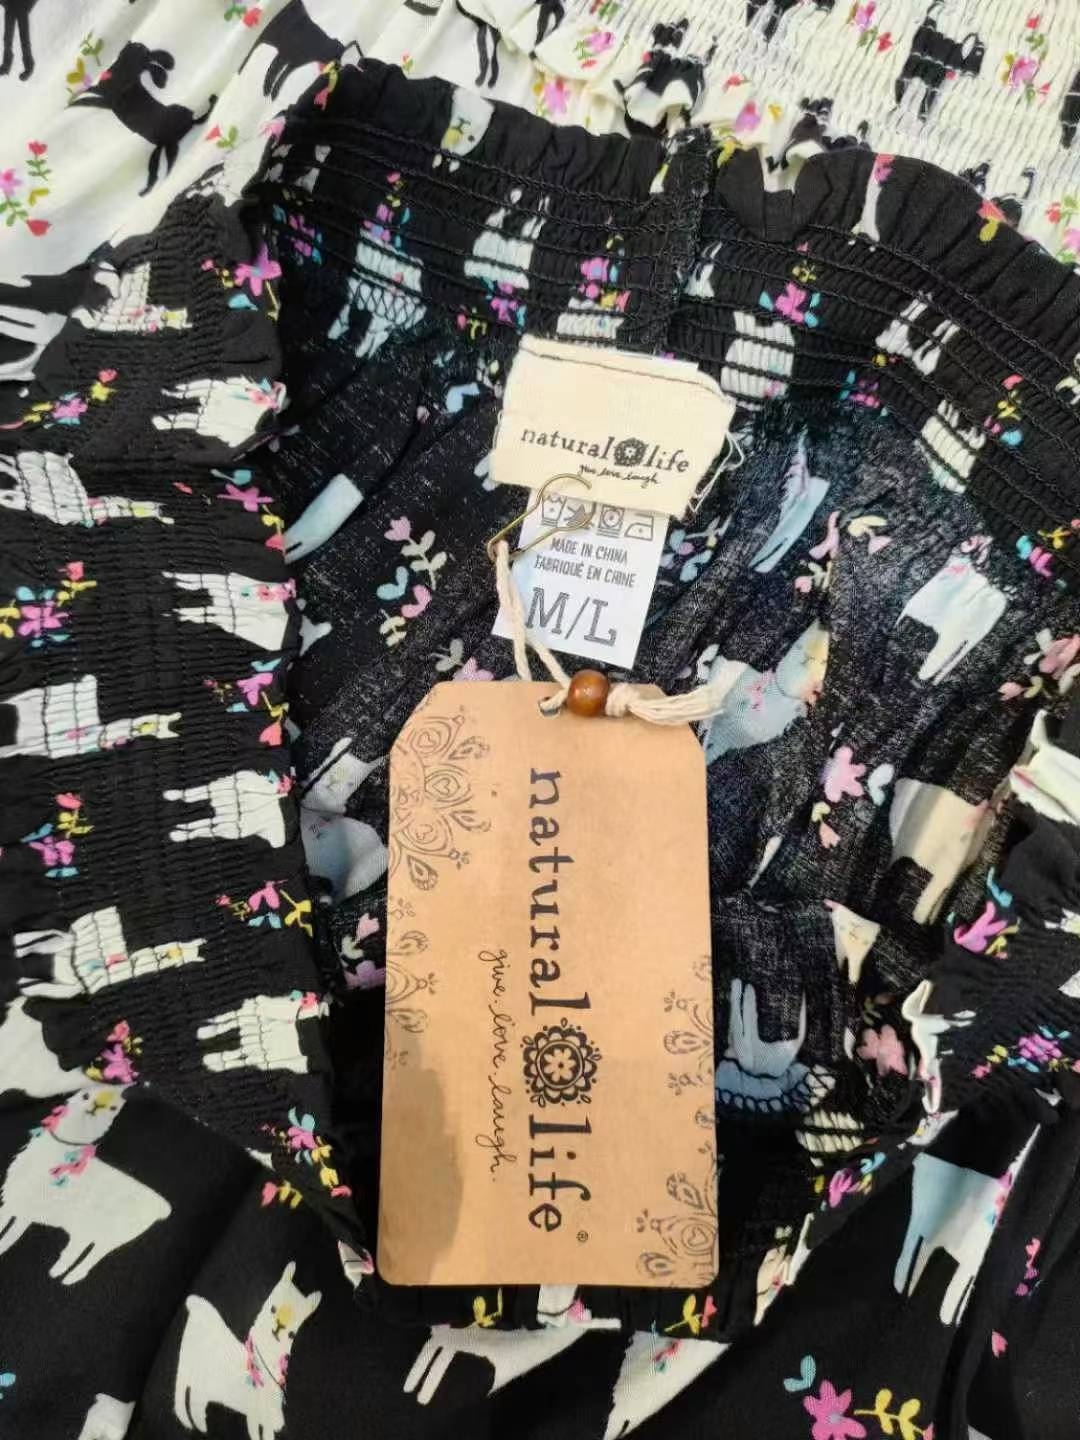 natural life
give. love. laugh
MADE IN CHINA
FABRIQUÉ EN CHINE
M/L
natural life®
give. love. laugh.